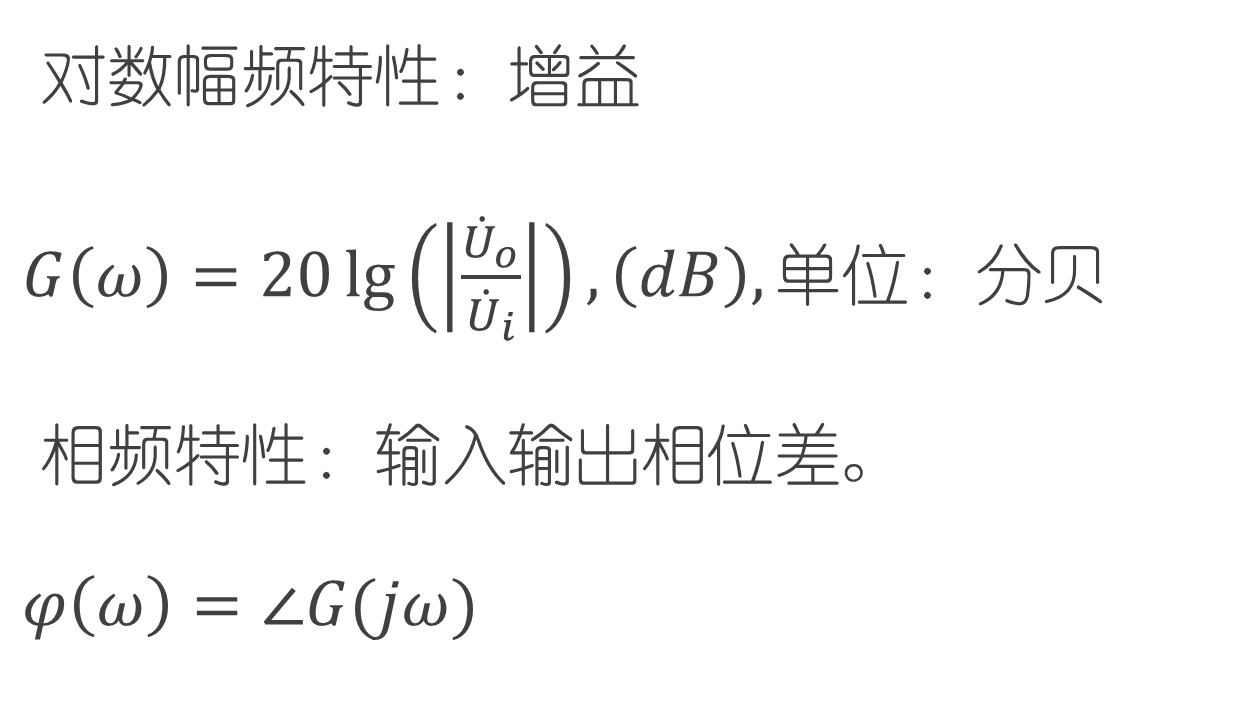 对数幅频特性：增益
G(ω) = 20 lg(|U̇ₒ/U̇ᵢ|), (dB), 单位：分贝
相频特性：输入输出相位差。
φ(ω) = ∠G(jω)